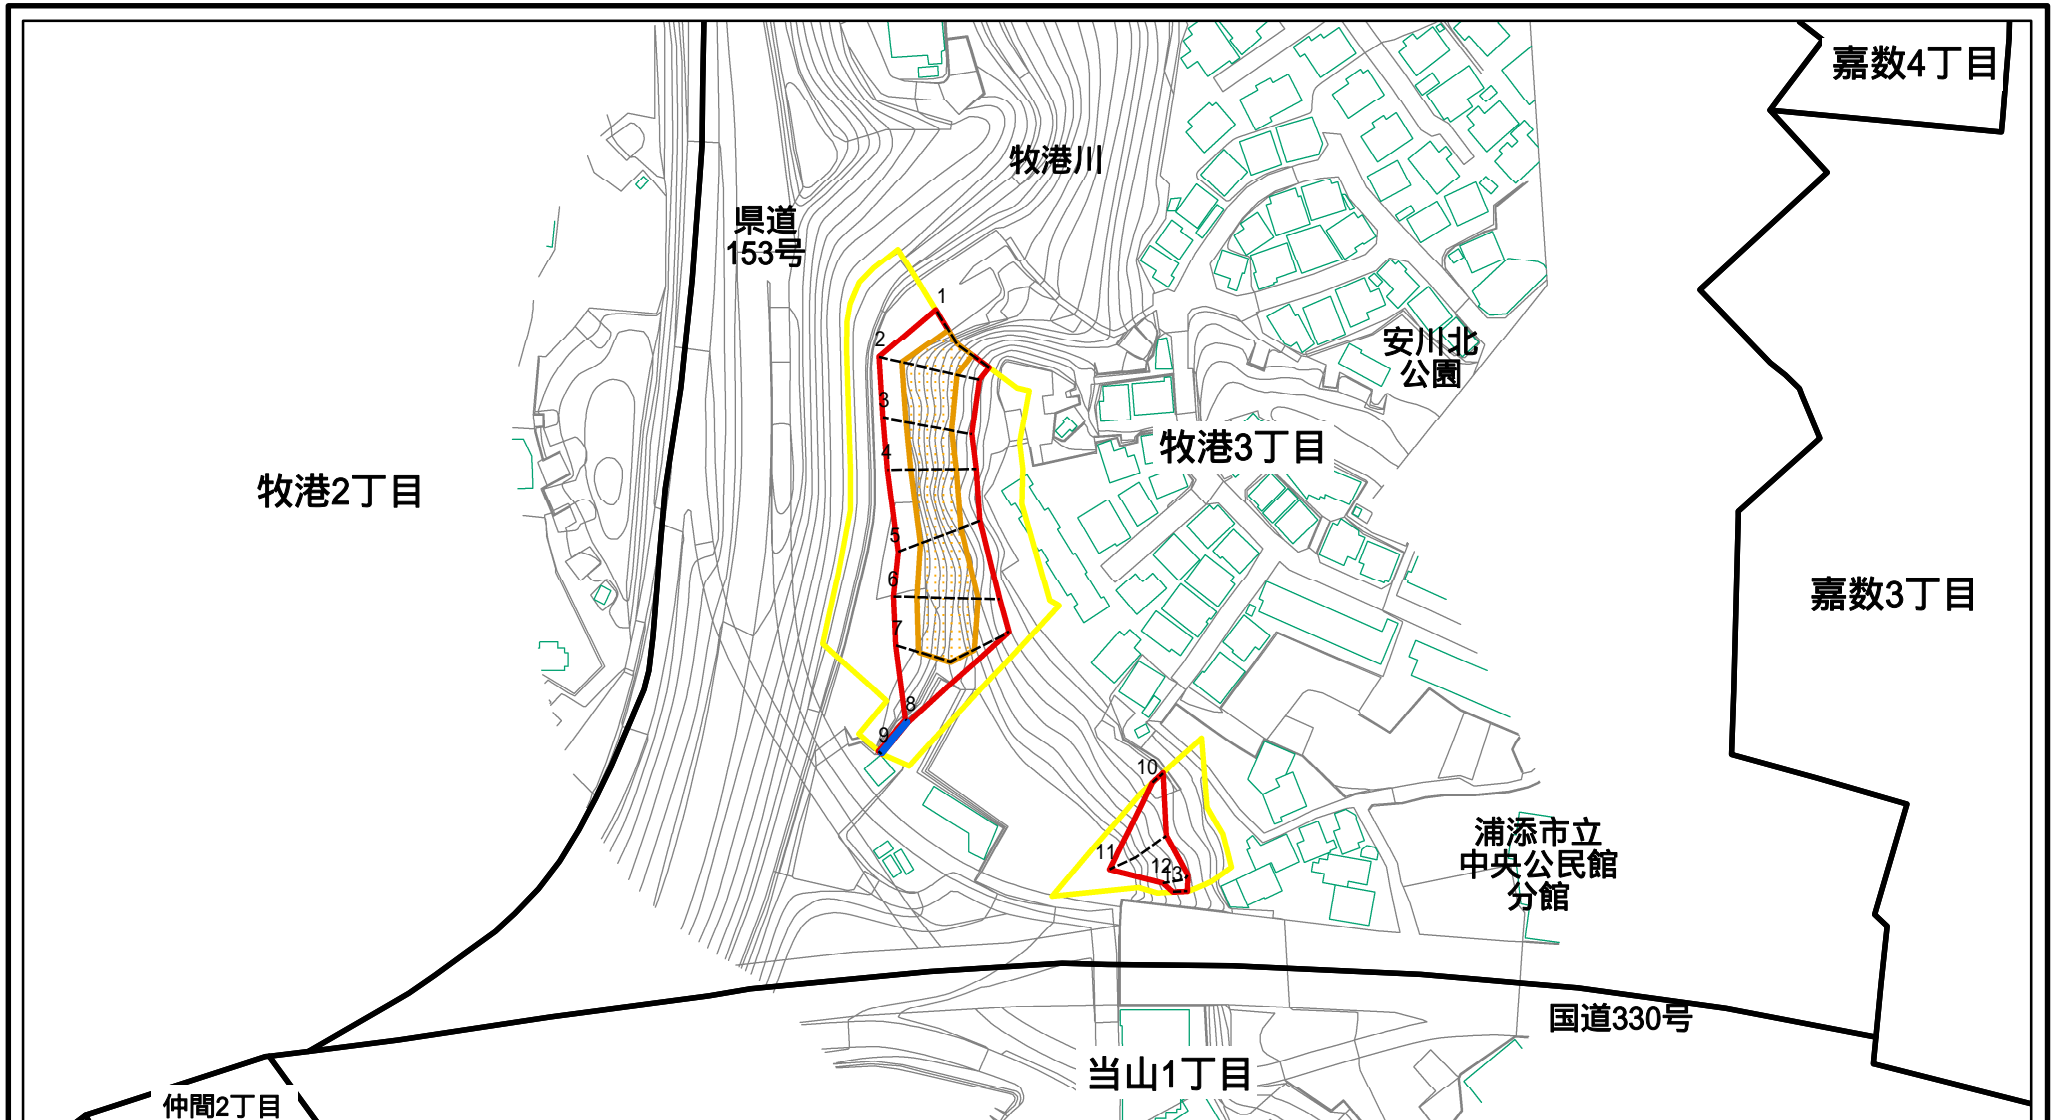 嘉数4丁目
牧港川
県道
153号
1
2
安川北
公園
3
牧港3丁目
4
牧港2丁目
5
6
嘉数3丁目
7
8
9
10
浦添市立
中央公民館
分館
11
12
13
国道330号
当山1丁目
仲間2丁目